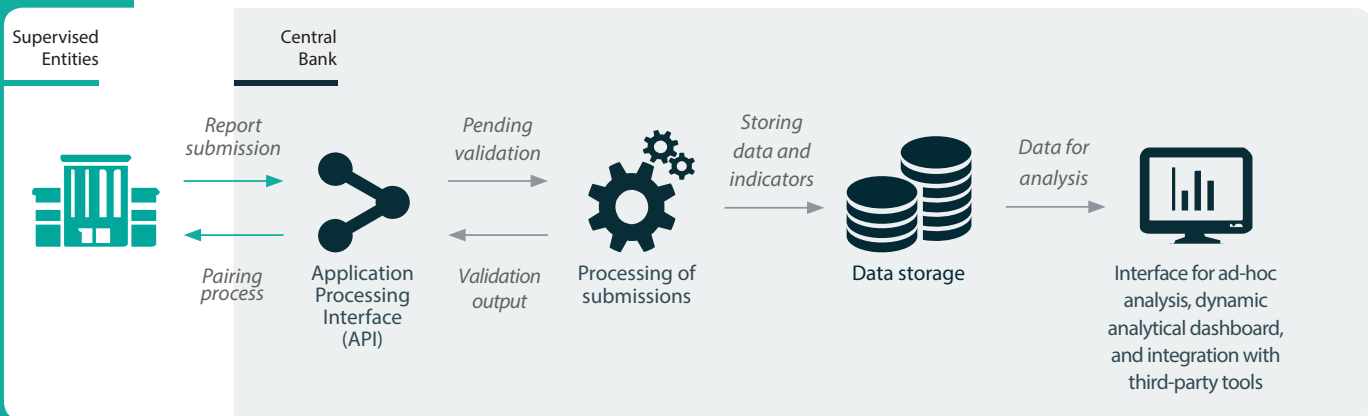 Supervised
Entities
Central
Bank
Report
submission
Pending
validation
Storing
data and
indicators
Data for
analysis
Pairing
process
Application
Processing
Interface
(API)
Validation
output
Processing of
submissions
Data storage
Interface for ad-hoc
analysis, dynamic
analytical dashboard,
and integration with
third-party tools